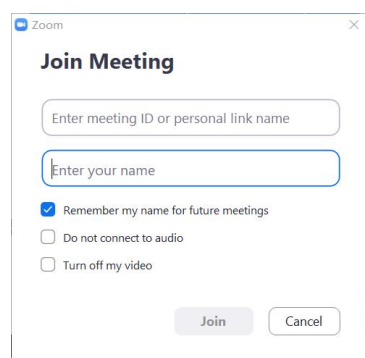 Zoom
Join Meeting
Enter meeting ID or personal link name
Enter your name
Remember my name for future meetings
Do not connect to audio
Turn off my video
Join Cancel